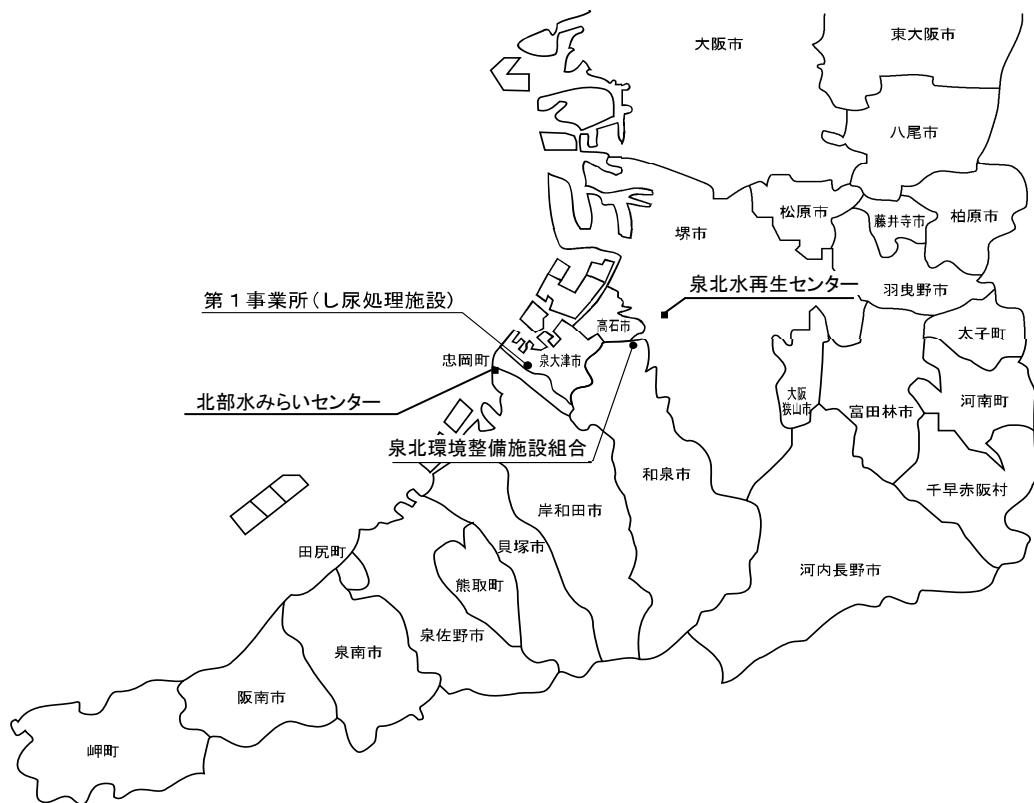 大阪市
東大阪市
八尾市
松原市
藤井寺市
柏原市
堺市
第1事業所(し尿処理施設)
泉北水再生センター
羽曳野市
高石市
太子町
忠岡町
泉大津市
大阪
狭山市
北部水みらいセンター
富田林市
河南町
泉北環境整備施設組合
和泉市
千早赤阪村
岸和田市
田尻町
貝塚市
熊取町
河内長野市
泉佐野市
泉南市
阪南市
岬町